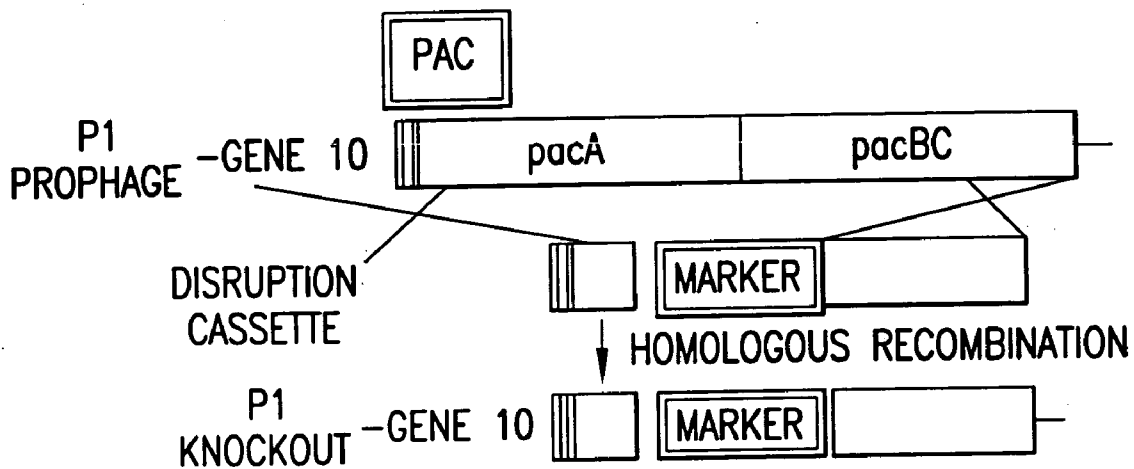 PAC
P1
PROPHAGE
-GENE 10
pacA
pacBC
DISRUPTION
CASSETTE
MARKER
HOMOLOGOUS RECOMBINATION
P1
KNOCKOUT
-GENE 10
MARKER